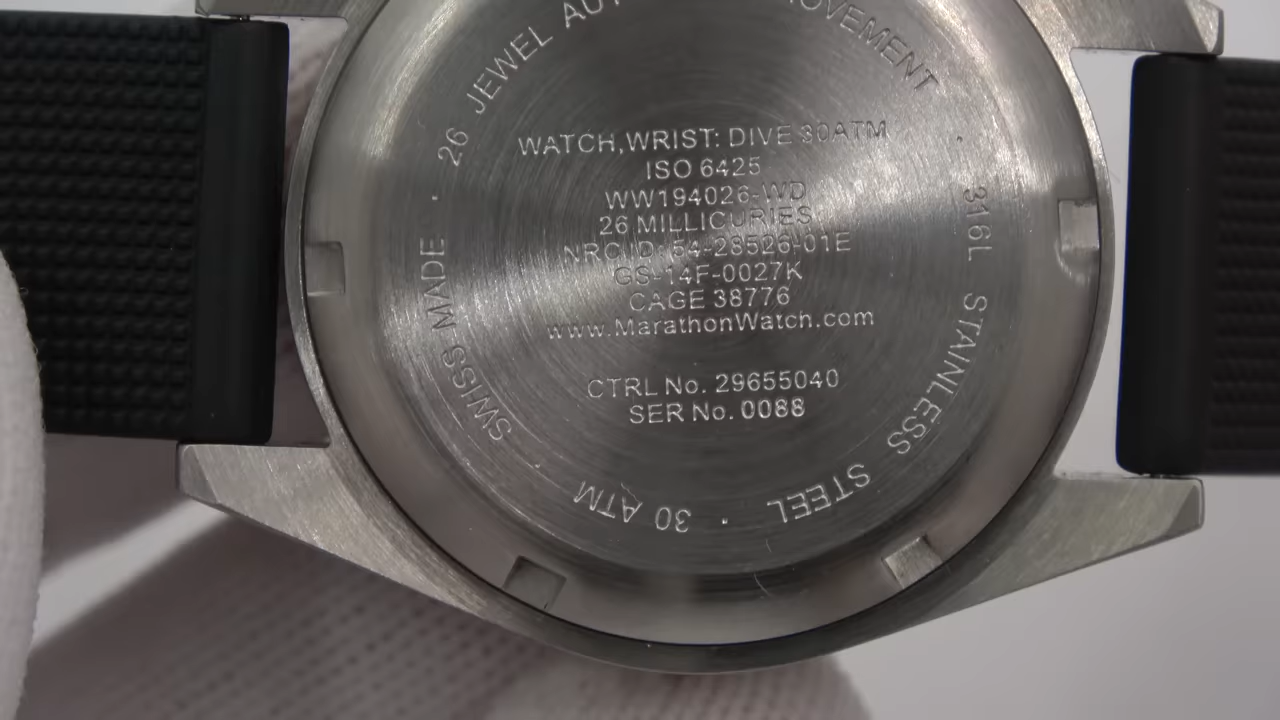 26 JEWEL MOVEMENT
WATCH,WRIST: DIVE 30ATM
ISO 6425
WW194026-WD
26 MILLICURIES
NRC ID: 54-28526-01E
GS-14F-0027K
CAGE 38776
www.MarathonWatch.com
CTRL No. 29655040
SER No. 0088
316L STAINLESS STEEL · 30 ATM
SWISS MADE ·